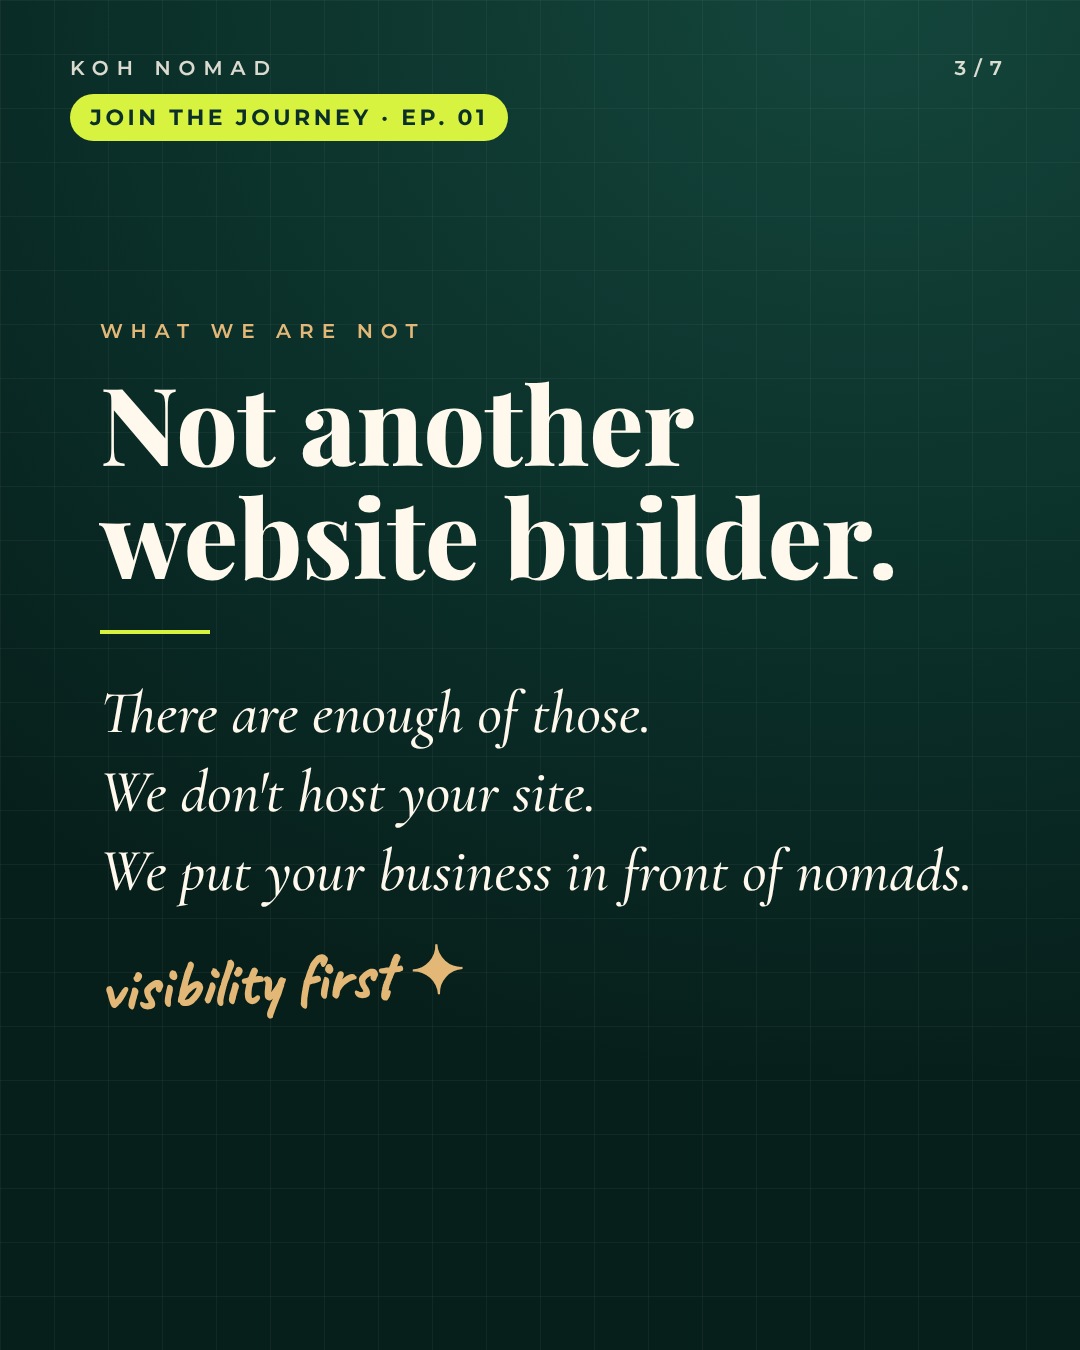 KOH NOMAD
3 / 7
JOIN THE JOURNEY · EP. 01
WHAT WE ARE NOT
Not another
website builder.
There are enough of those.
We don't host your site.
We put your business in front of nomads.
visibility first